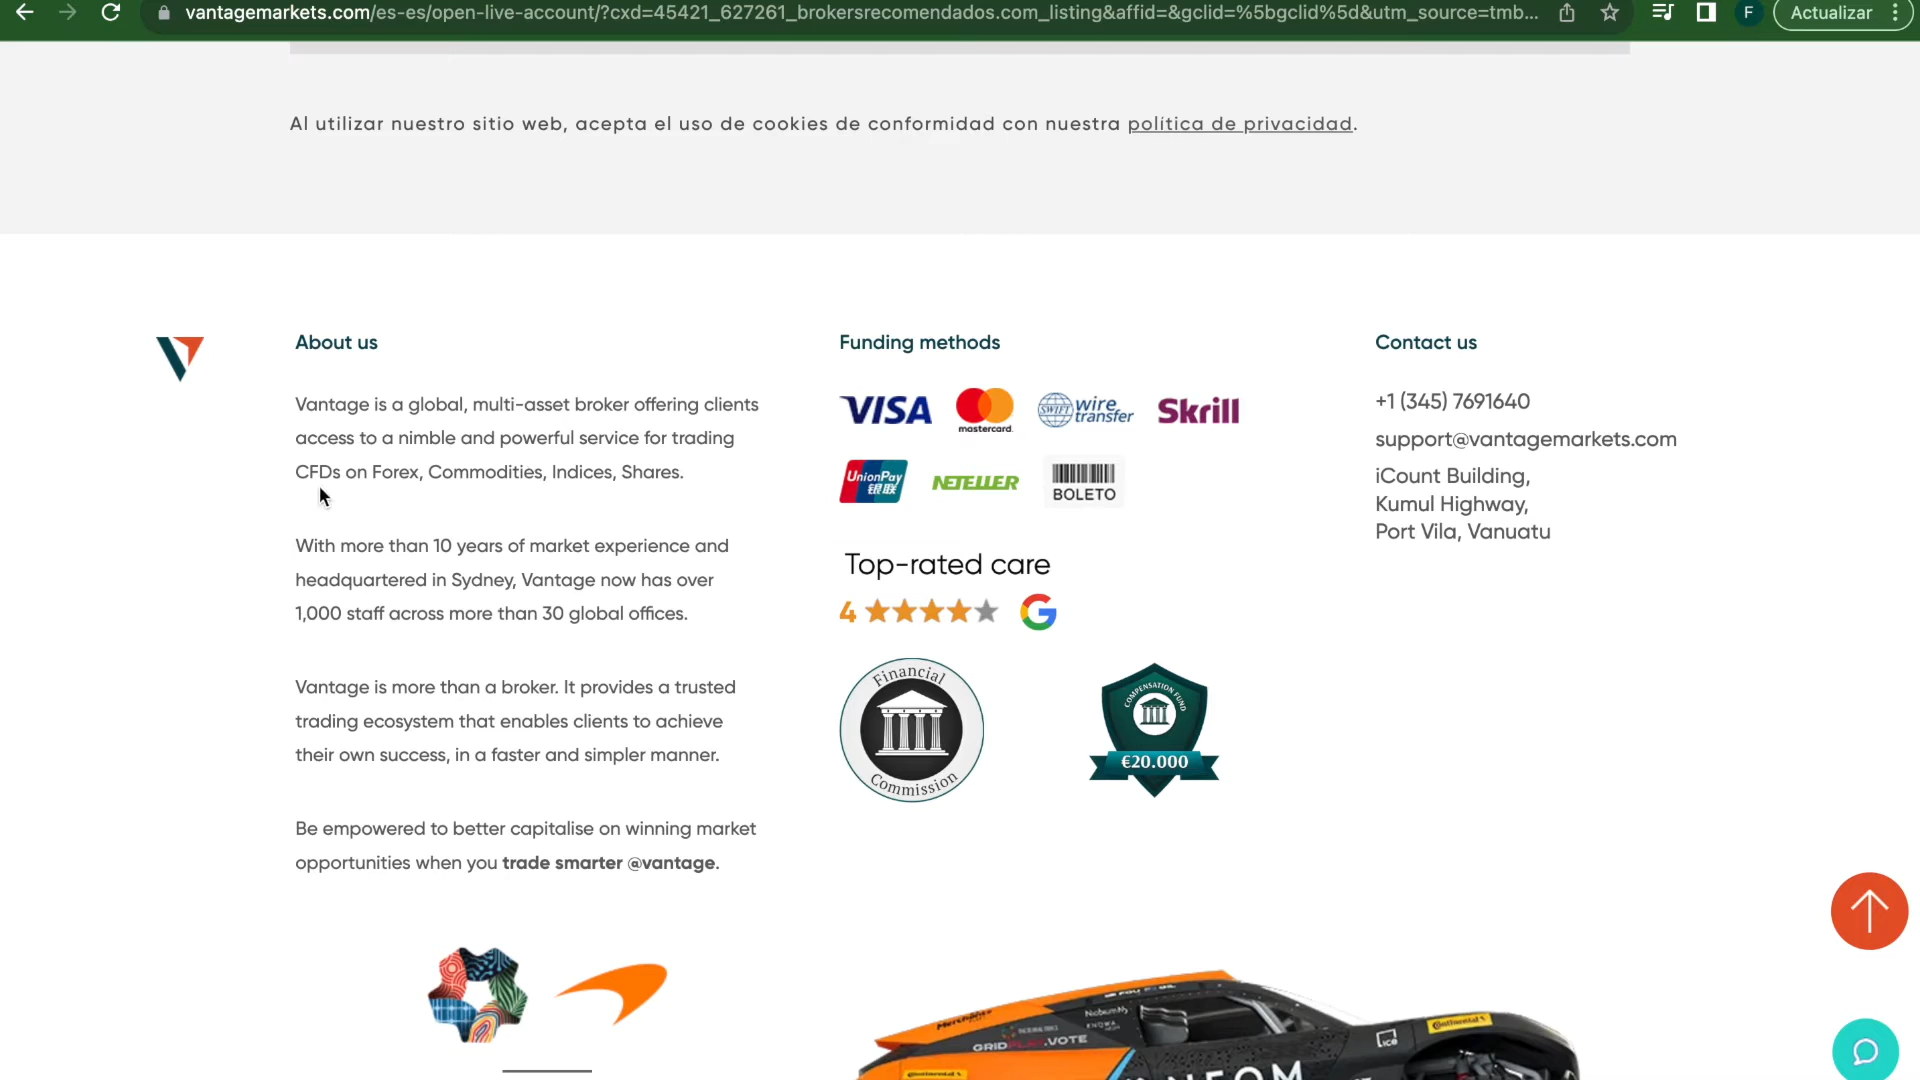 vantagemarkets.com/es-es/open-live-account/?cxd=45421_627261_brokersrecomendados.com_listing&affid=&gclid=%5bgclid%5d&utm_source=tmb...
F
Actualizar
Al utilizar nuestro sitio web, acepta el uso de cookies de conformidad con nuestra política de privacidad.
About us
Vantage is a global, multi-asset broker offering clients
access to a nimble and powerful service for trading
CFDs on Forex, Commodities, Indices, Shares.
With more than 10 years of market experience and
headquartered in Sydney, Vantage now has over
1,000 staff across more than 30 global offices.
Vantage is more than a broker. It provides a trusted
trading ecosystem that enables clients to achieve
their own success, in a faster and simpler manner.
Be empowered to better capitalise on winning market
opportunities when you trade smarter @vantage.
Funding methods
VISA
mastercard
SWIFT wire transfer
Skrill
UnionPay
银联
NETELLER
BOLETO
Top-rated care
4
G
Financial
Commission
COMPENSATION FUND
€20.000
Contact us
+1 (345) 7691640
support@vantagemarkets.com
iCount Building,
Kumul Highway,
Port Vila, Vanuatu
GRIDPLAY.VOTE
Continental
ice
NEOM